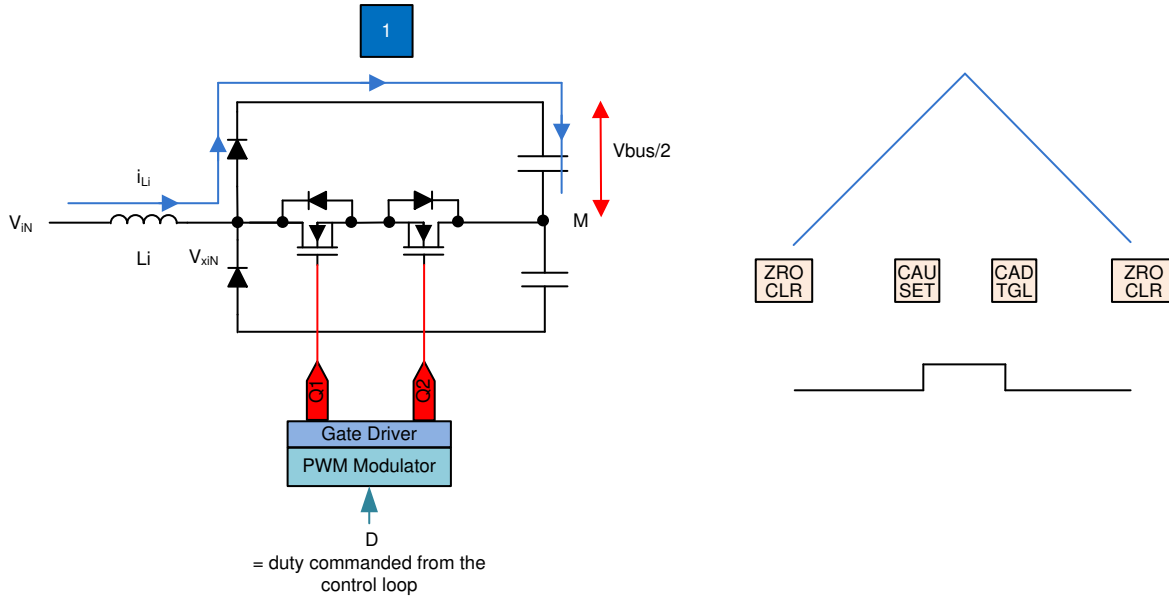 1
Vbus/2
iLi
ViN
Li
VxiN
M
Q1
Q2
Gate Driver
PWM Modulator
D
= duty commanded from the
control loop
ZRO
CLR
CAU
SET
CAD
TGL
ZRO
CLR